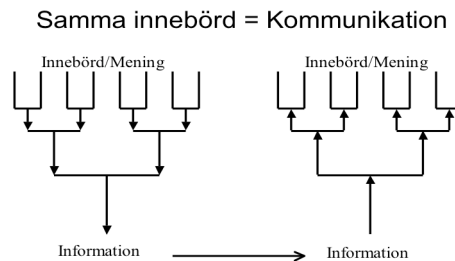 Samma innebörd = Kommunikation
Innebörd/Mening
Innebörd/Mening
Information
Information